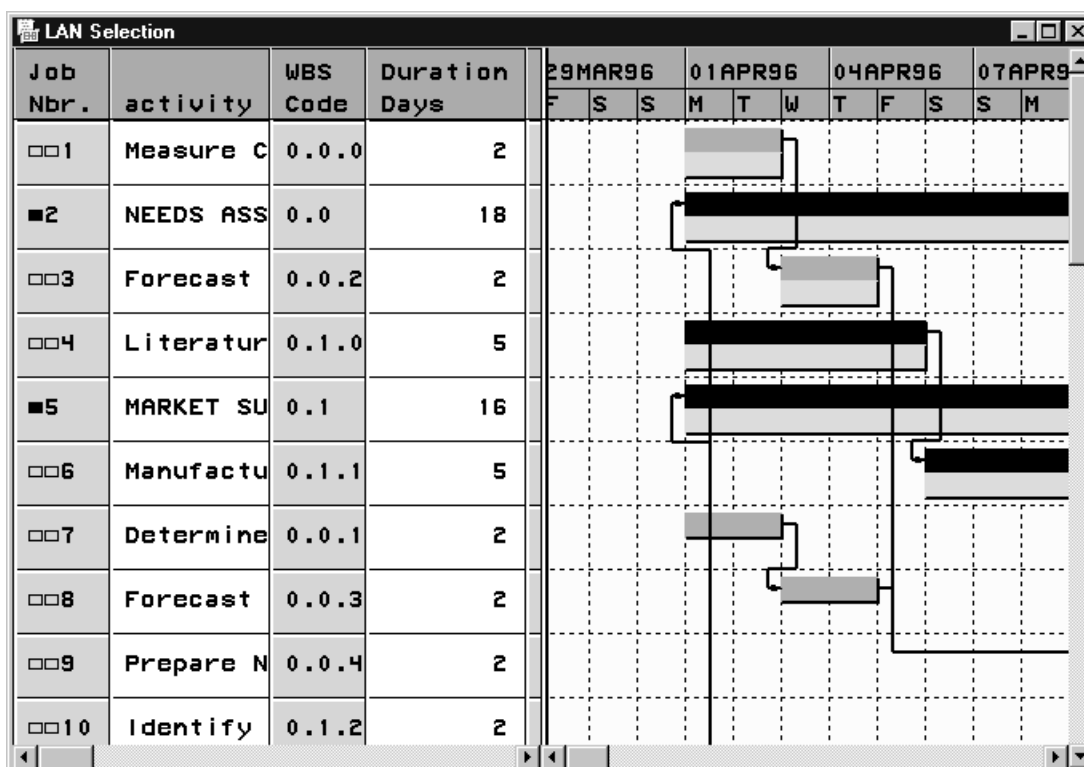 LAN Selection
Job Nbr. activity WBS Code Duration Days
29MAR96 01APR96 04APR96 07APR9
F S S M T W T F S S M
1 Measure C 0.0.0 2
2 NEEDS ASS 0.0 18
3 Forecast 0.0.2 2
4 Literatur 0.1.0 5
5 MARKET SU 0.1 16
6 Manufactu 0.1.1 5
7 Determine 0.0.1 2
8 Forecast 0.0.3 2
9 Prepare N 0.0.4 2
10 Identify 0.1.2 2